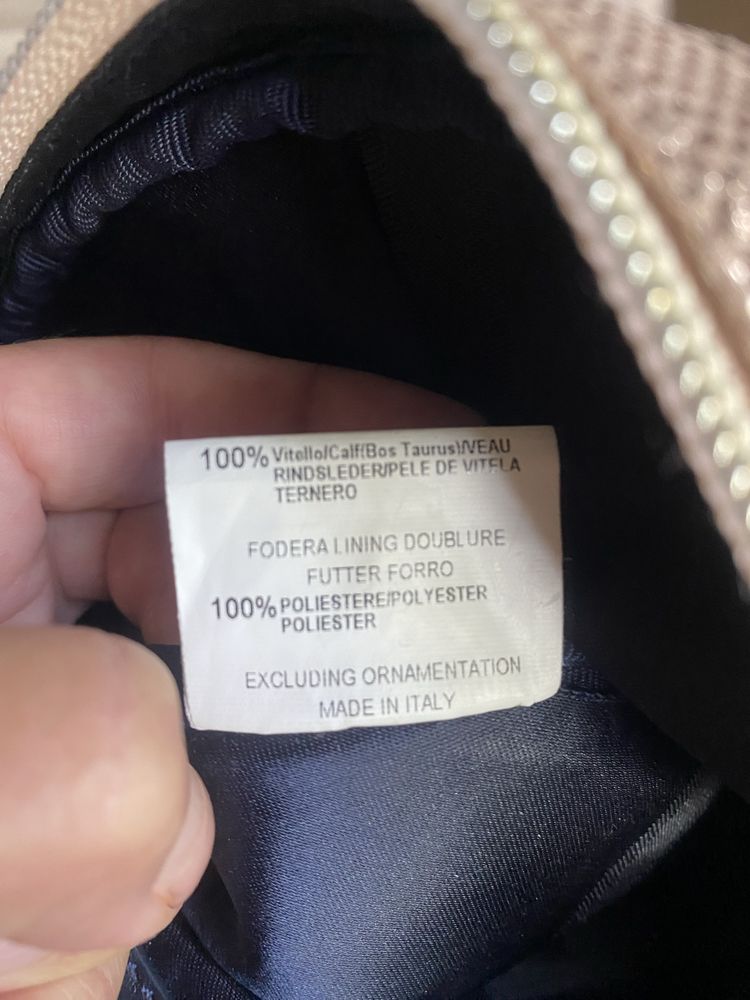 100% Vitello/Calf(Bos Taurus)/VEAU
RINDSLEDER/PELE DE VITELA
TERNERO
FODERA LINING DOUBLURE
FUTTER FORRO
100% POLIESTERE/POLYESTER
POLIESTER
EXCLUDING ORNAMENTATION
MADE IN ITALY